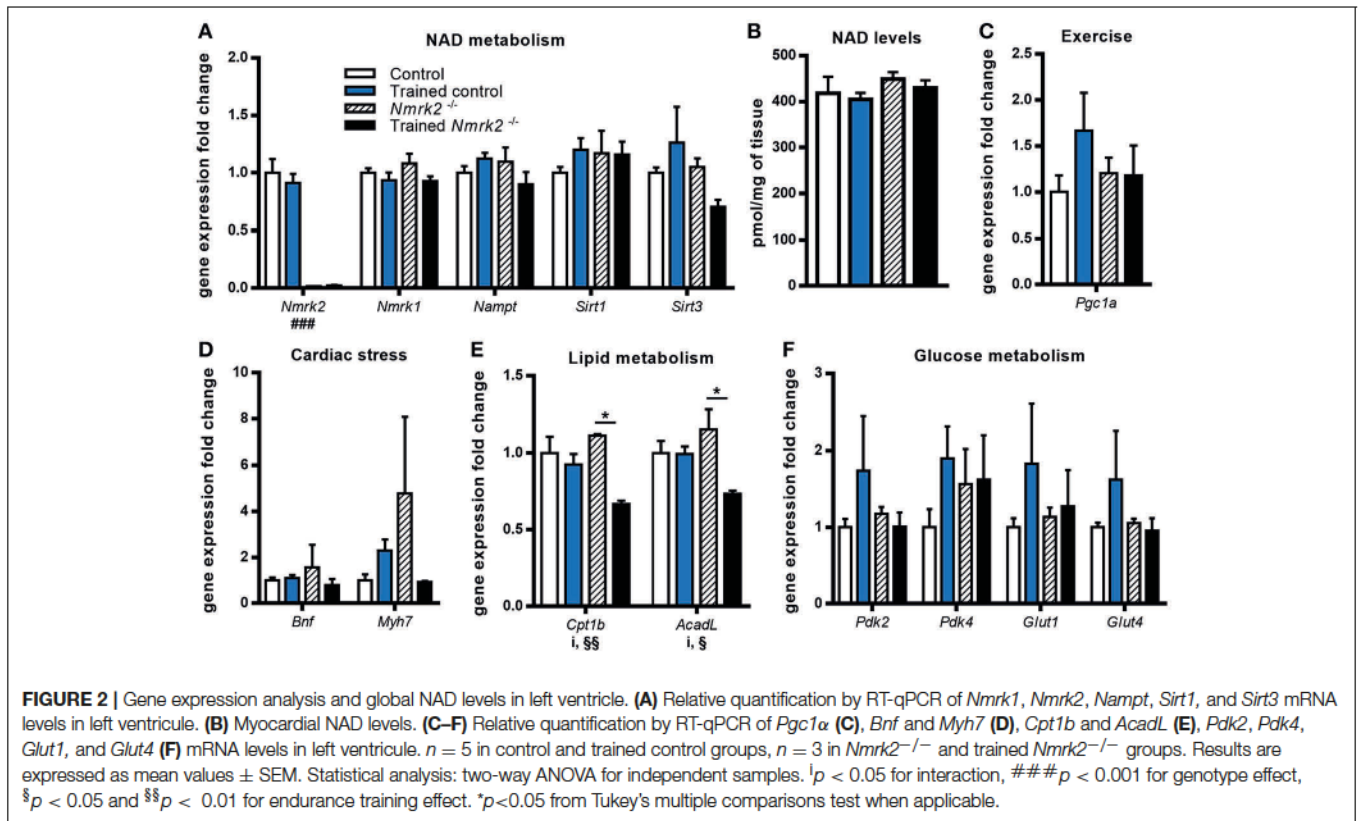 A
NAD metabolism
gene expression fold change
2.0
1.5
1.0
0.5
0.0
Control
Trained control
Nmrk2 -/-
Trained Nmrk2 -/-
Nmrk2 Nmrk1 Nampt Sirt1 Sirt3
###
B
NAD levels
pmol/mg of tissue
500
400
300
200
100
0
C
Exercise
gene expression fold change
2.5
2.0
1.5
1.0
0.5
0.0
Pgc1a
D
Cardiac stress
gene expression fold change
10
8
6
4
2
0
Bnf Myh7
E
Lipid metabolism
gene expression fold change
1.5
1.0
0.5
0.0
* *
Cpt1b AcadL
i, §§ i, §
F
Glucose metabolism
gene expression fold change
3
2
1
0
Pdk2 Pdk4 Glut1 Glut4
FIGURE 2 | Gene expression analysis and global NAD levels in left ventricle. (A) Relative quantification by RT-qPCR of Nmrk1, Nmrk2, Nampt, Sirt1, and Sirt3 mRNA
levels in left ventricule. (B) Myocardial NAD levels. (C–F) Relative quantification by RT-qPCR of Pgc1α (C), Bnf and Myh7 (D), Cpt1b and AcadL (E), Pdk2, Pdk4,
Glut1, and Glut4 (F) mRNA levels in left ventricule. n = 5 in control and trained control groups, n = 3 in Nmrk2−/− and trained Nmrk2−/− groups. Results are
expressed as mean values ± SEM. Statistical analysis: two-way ANOVA for independent samples. ip < 0.05 for interaction, ###p < 0.001 for genotype effect,
§p < 0.05 and §§p < 0.01 for endurance training effect. *p<0.05 from Tukey's multiple comparisons test when applicable.